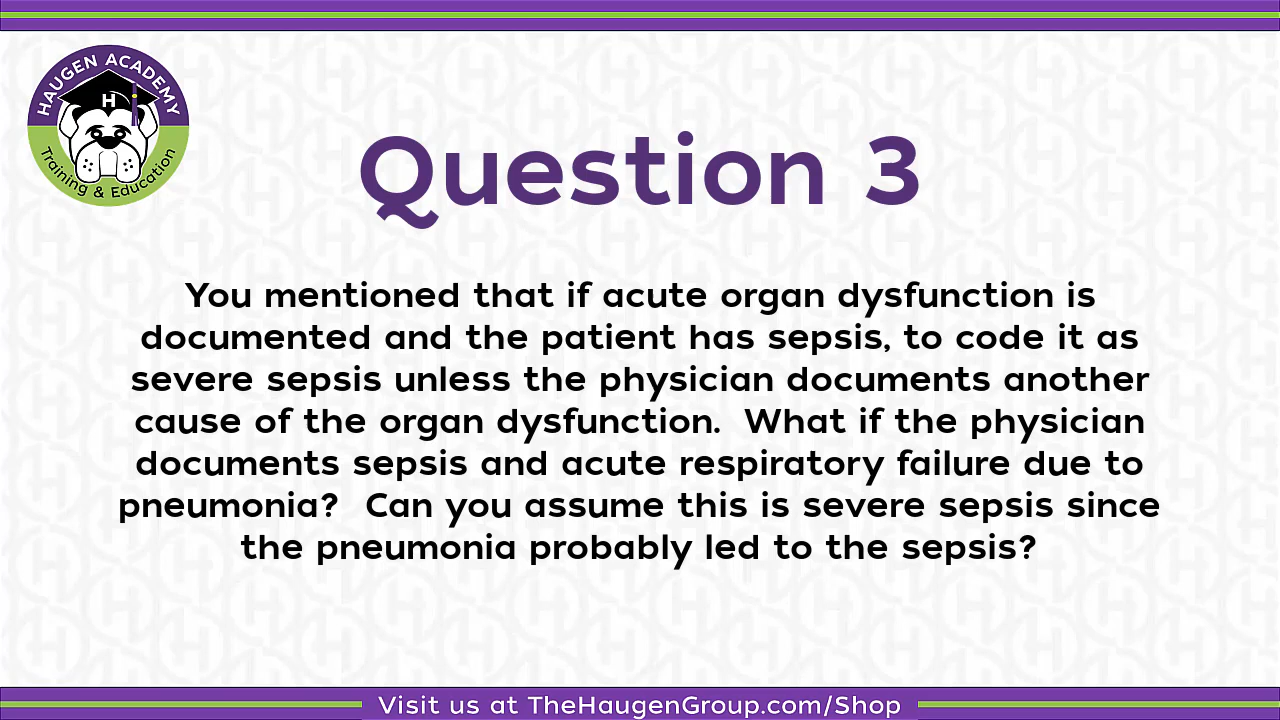 HAUGEN ACADEMY
H
Training & Education
Question 3
You mentioned that if acute organ dysfunction is
documented and the patient has sepsis, to code it as
severe sepsis unless the physician documents another
cause of the organ dysfunction.  What if the physician
documents sepsis and acute respiratory failure due to
pneumonia?  Can you assume this is severe sepsis since
the pneumonia probably led to the sepsis?
Visit us at TheHaugenGroup.com/Shop